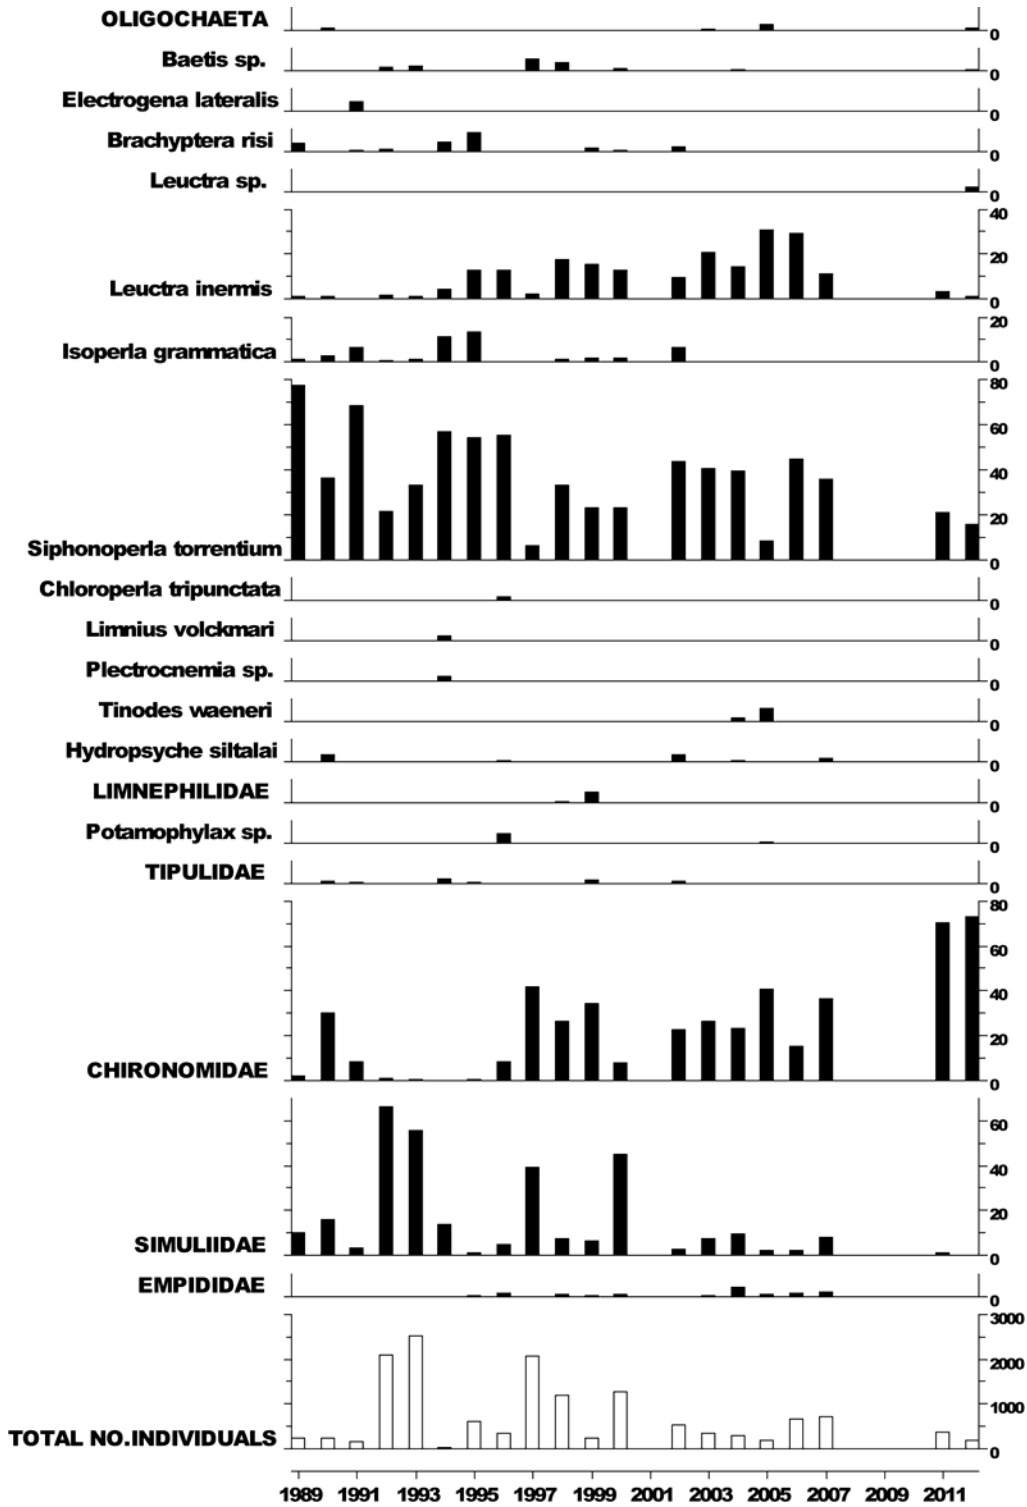 OLIGOCHAETA
0
Baetis sp.
0
Electrogena lateralis
0
Brachyptera risi
0
Leuctra sp.
0
40
20
Leuctra inermis
0
20
Isoperla grammatica
0
80
60
40
20
Siphonoperla torrentium
0
Chloroperla tripunctata
0
Limnius volckmari
0
Plectrocnemia sp.
0
Tinodes waeneri
0
Hydropsyche siltalai
0
LIMNEPHILIDAE
0
Potamophylax sp.
0
TIPULIDAE
0
80
60
40
20
CHIRONOMIDAE
0
60
40
20
SIMULIIDAE
0
EMPIDIDAE
0
3000
2000
1000
TOTAL NO.INDIVIDUALS
0
1989 1991 1993 1995 1997 1999 2001 2003 2005 2007 2009 2011